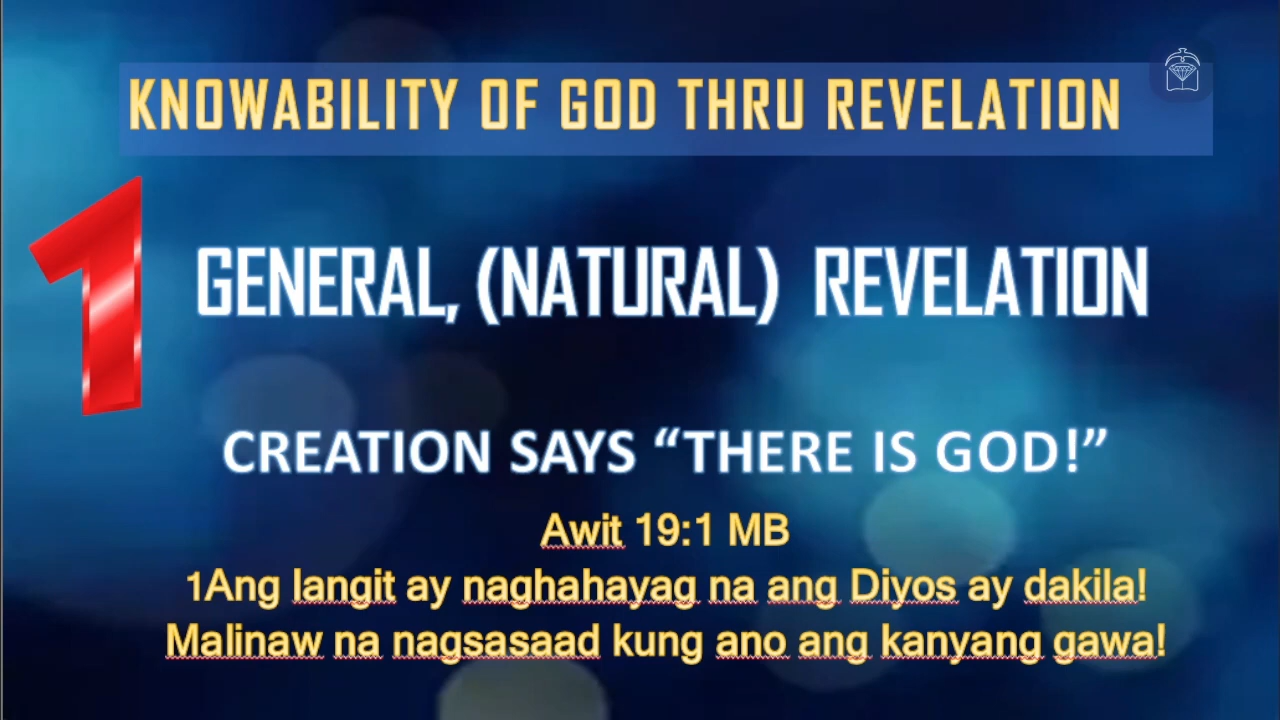 KNOWABILITY OF GOD THRU REVELATION
1
GENERAL, (NATURAL) REVELATION
CREATION SAYS “THERE IS GOD!”
Awit 19:1 MB
1Ang langit ay naghahayag na ang Diyos ay dakila!
Malinaw na nagsasaad kung ano ang kanyang gawa!